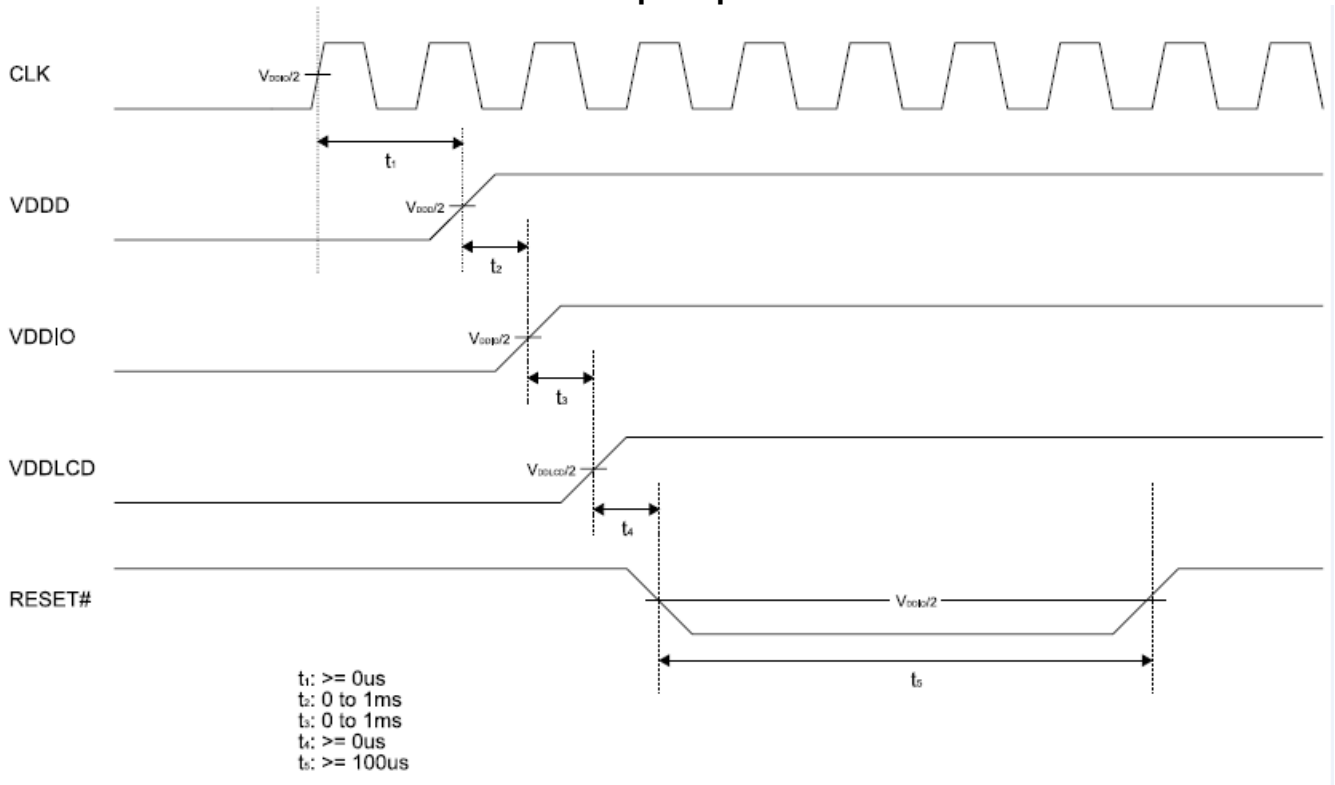 CLK
VDDIO/2
t1
VDDD
VDDD/2
t2
VDDIO
VDDIO/2
t3
VDDLCD
VDDLCD/2
t4
RESET#
VDDIO/2
t5
t1: >= 0us
t2: 0 to 1ms
t3: 0 to 1ms
t4: >= 0us
t5: >= 100us